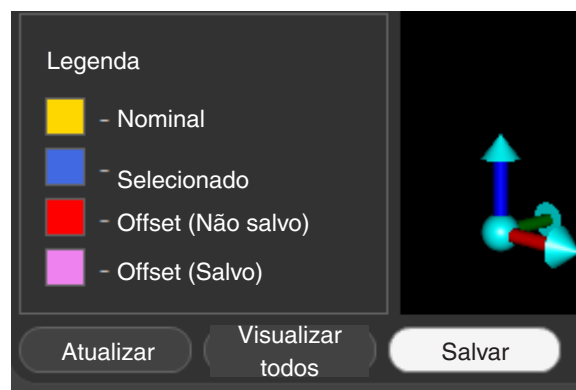 Legenda
- Nominal
- Selecionado
- Offset (Não salvo)
- Offset (Salvo)
Atualizar
Visualizar
todos
Salvar